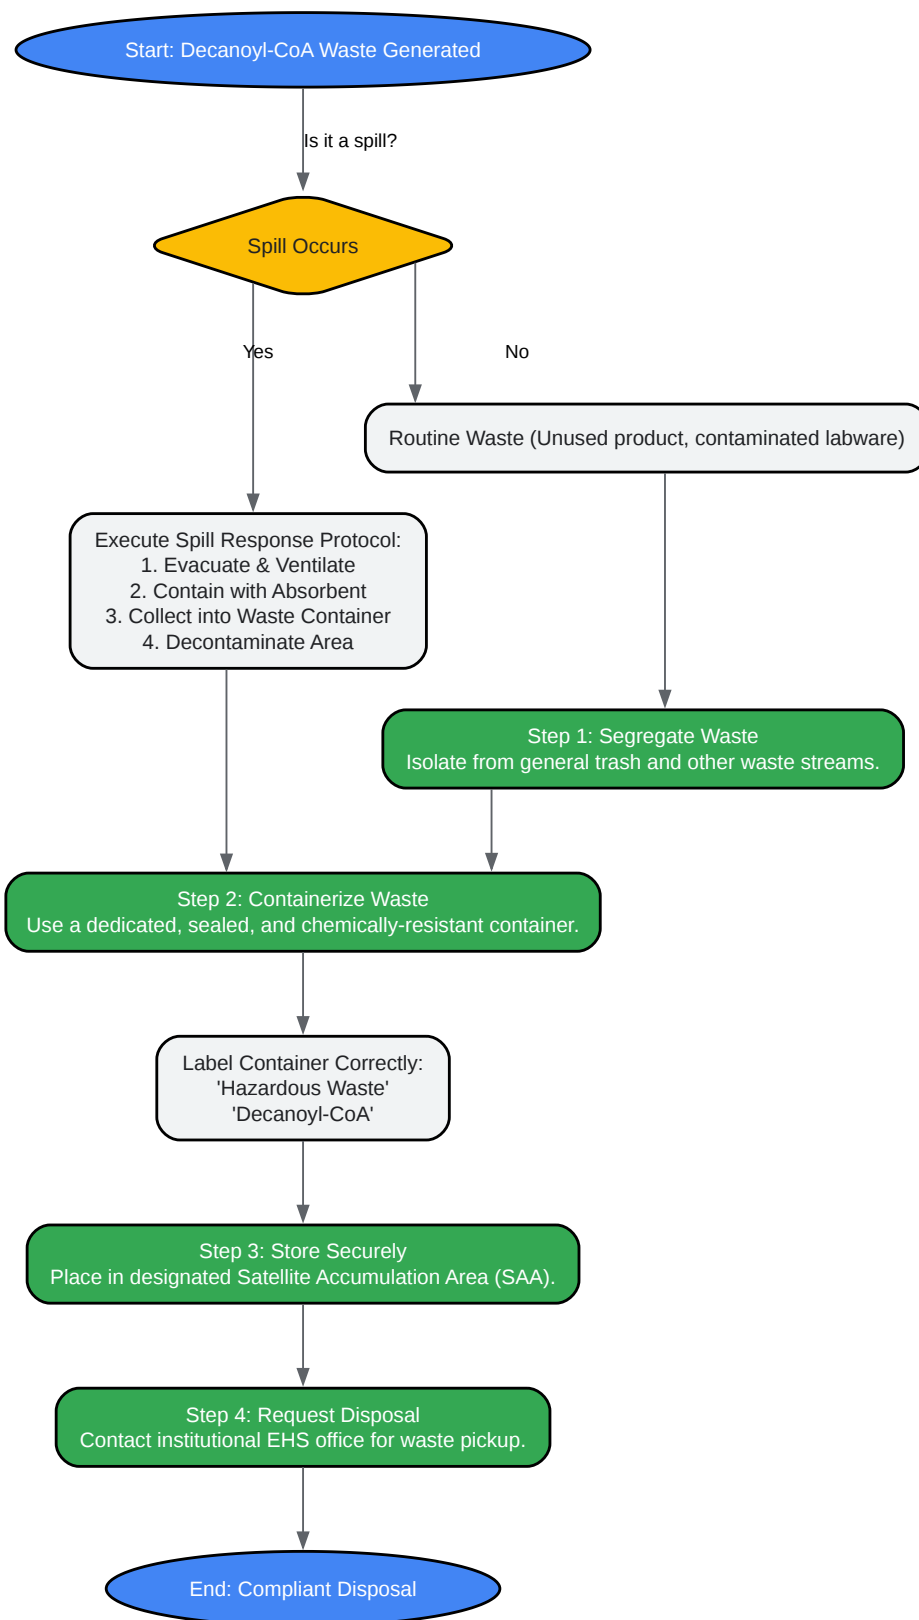 Start: Decanoyl-CoA Waste Generated
Is it a spill?
Spill Occurs
Yes
No
Routine Waste (Unused product, contaminated labware)
Execute Spill Response Protocol:
1. Evacuate & Ventilate
2. Contain with Absorbent
3. Collect into Waste Container
4. Decontaminate Area
Step 1: Segregate Waste
Isolate from general trash and other waste streams.
Step 2: Containerize Waste
Use a dedicated, sealed, and chemically-resistant container.
Label Container Correctly:
'Hazardous Waste'
'Decanoyl-CoA'
Step 3: Store Securely
Place in designated Satellite Accumulation Area (SAA).
Step 4: Request Disposal
Contact institutional EHS office for waste pickup.
End: Compliant Disposal